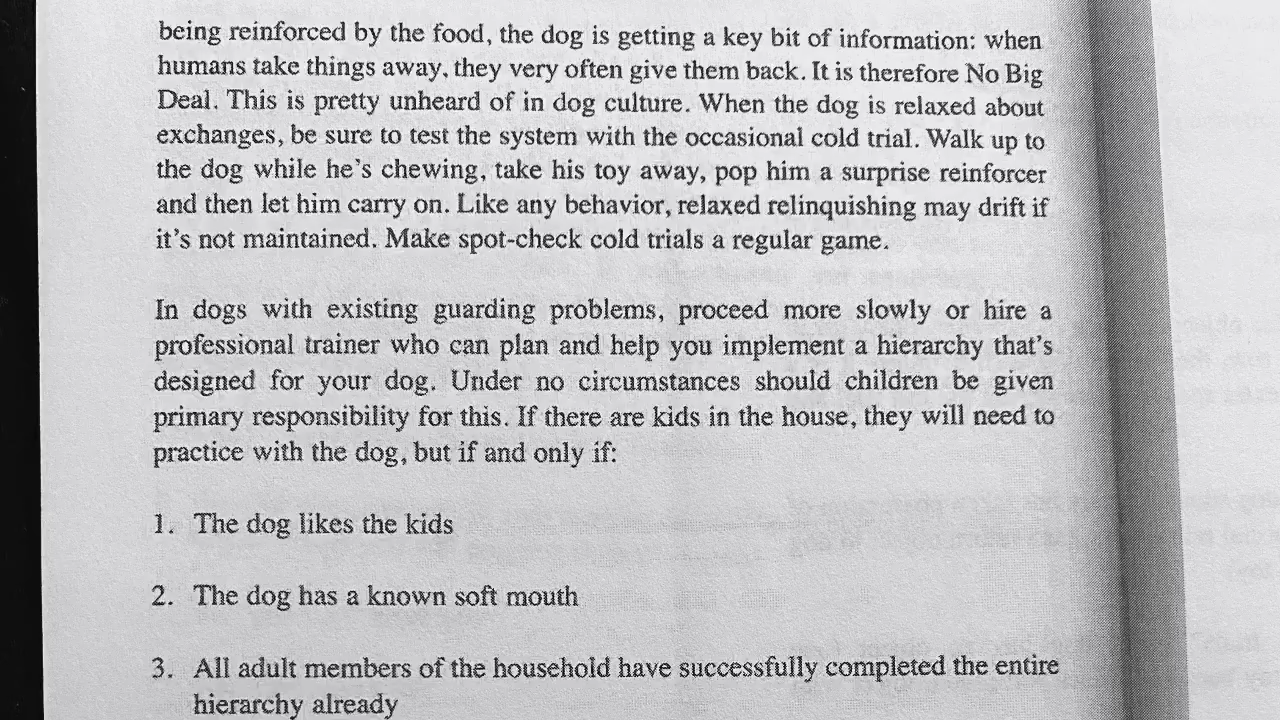 being reinforced by the food, the dog is getting a key bit of information: when
humans take things away, they very often give them back. It is therefore No Big
Deal. This is pretty unheard of in dog culture. When the dog is relaxed about
exchanges, be sure to test the system with the occasional cold trial. Walk up to
the dog while he's chewing, take his toy away, pop him a surprise reinforcer
and then let him carry on. Like any behavior, relaxed relinquishing may drift if
it's not maintained. Make spot-check cold trials a regular game.
In dogs with existing guarding problems, proceed more slowly or hire a
professional trainer who can plan and help you implement a hierarchy that's
designed for your dog. Under no circumstances should children be given
primary responsibility for this. If there are kids in the house, they will need to
practice with the dog, but if and only if:
1. The dog likes the kids
2. The dog has a known soft mouth
3. All adult members of the household have successfully completed the entire
hierarchy already